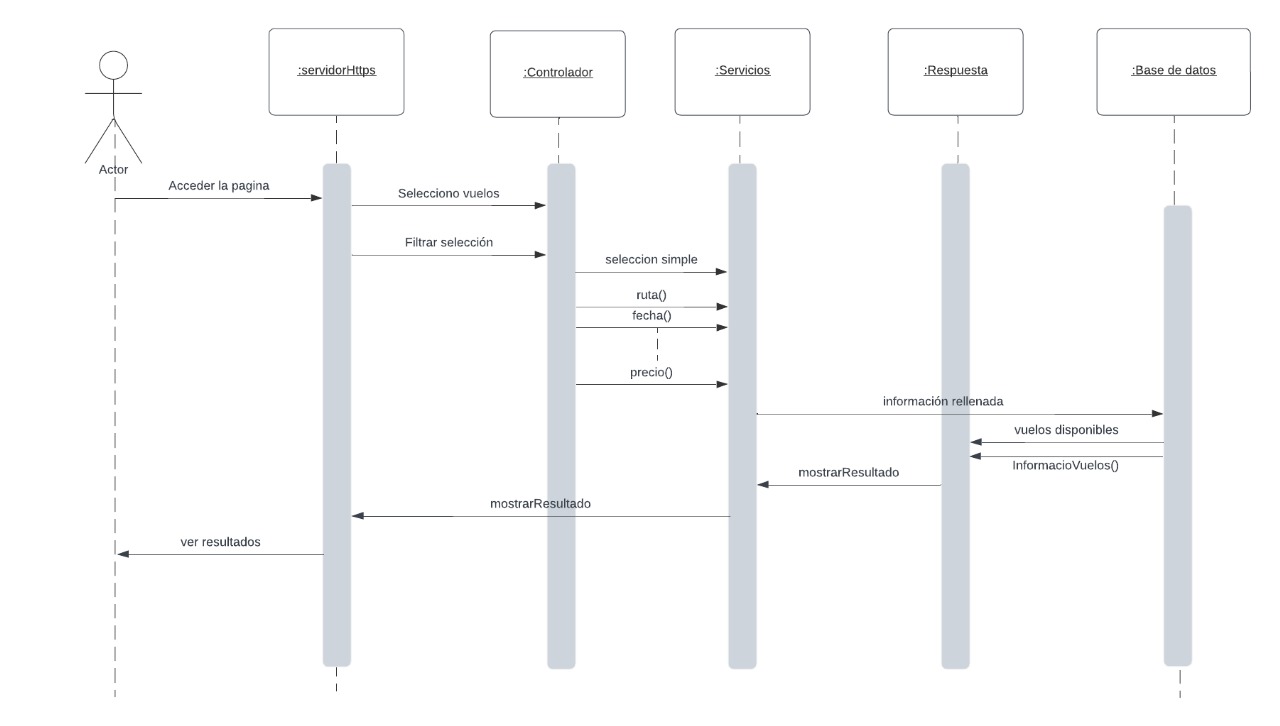 :servidorHttps
:Controlador
:Servicios
:Respuesta
:Base de datos
Actor
Acceder la pagina
Selecciono vuelos
Filtrar selección
seleccion simple
ruta()
fecha()
precio()
información rellenada
vuelos disponibles
InformacioVuelos()
mostrarResultado
mostrarResultado
ver resultados